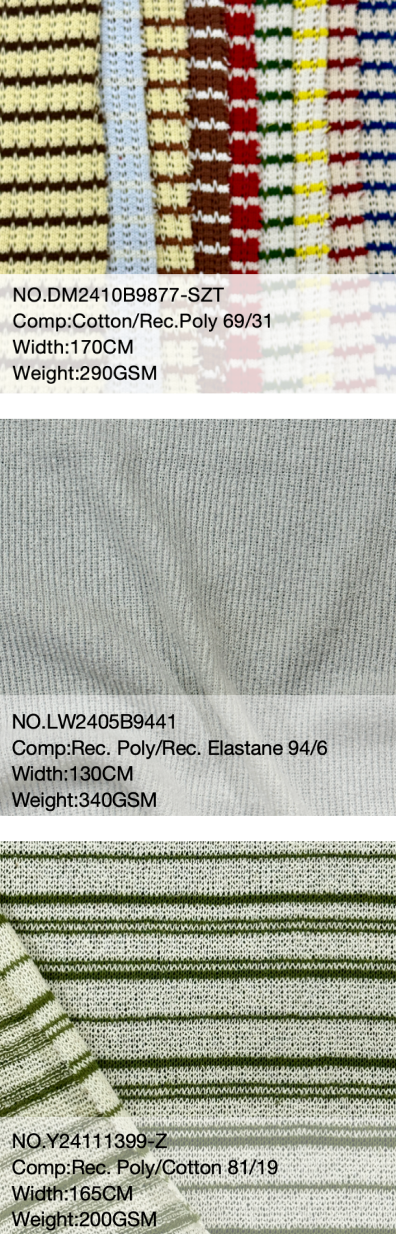 NO.DM2410B9877-SZT
Comp:Cotton/Rec.Poly 69/31
Width:170CM
Weight:290GSM
NO.LW2405B9441
Comp:Rec. Poly/Rec. Elastane 94/6
Width:130CM
Weight:340GSM
NO.Y24111399-Z
Comp:Rec. Poly/Cotton 81/19
Width:165CM
Weight:200GSM